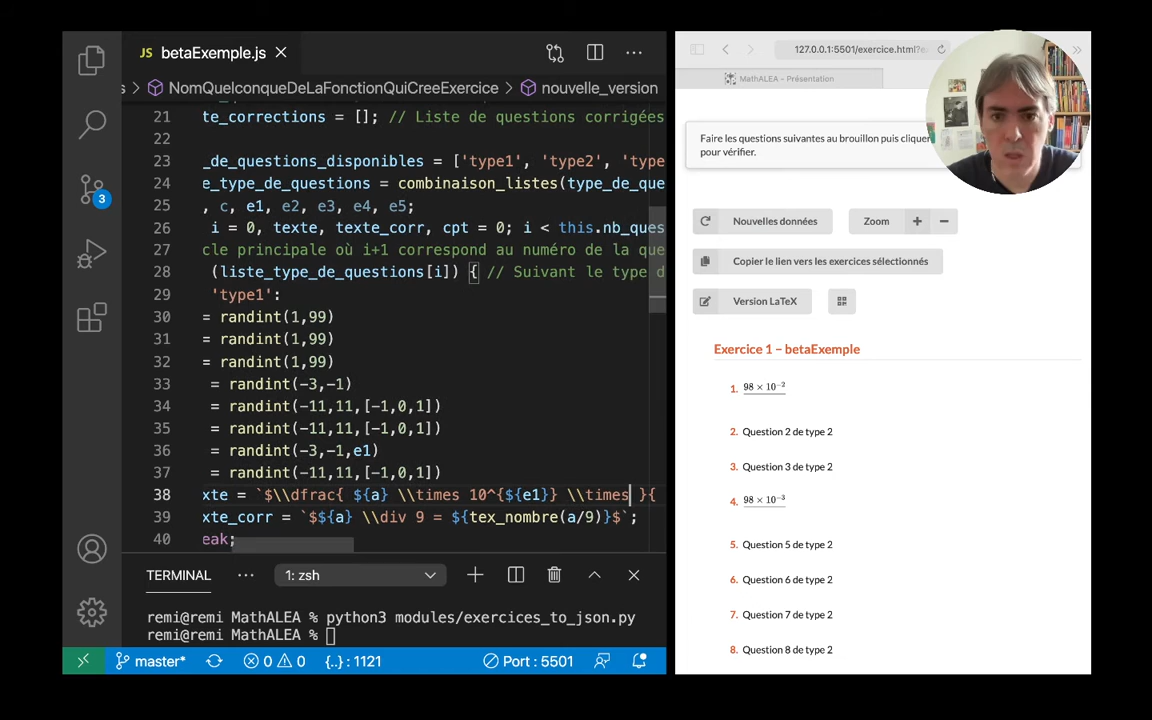 JS betaExemple.js
NomQuelconqueDeLaFonctionQuiCreeExercice
nouvelle_version
21 te_corrections = []; // Liste de questions corrigées
22
23 _de_questions_disponibles = ['type1', 'type2', 'type
24 e_type_de_questions = combinaison_listes(type_de_que
25 , c, e1, e2, e3, e4, e5;
26 i = 0, texte, texte_corr, cpt = 0; i < this.nb_ques
27 cle principale où i+1 correspond au numéro de la que
28 (liste_type_de_questions[i]) { // Suivant le type d
29 'type1':
30 = randint(1,99)
31 = randint(1,99)
32 = randint(1,99)
33 = randint(-3,-1)
34 = randint(-11,11,[-1,0,1])
35 = randint(-11,11,[-1,0,1])
36 = randint(-3,-1,e1)
37 = randint(-11,11,[-1,0,1])
38 xte = `$\\dfrac{ ${a} \\times 10^{${e1}} \\times }{
39 xte_corr = `$${a} \\div 9 = ${tex_nombre(a/9)}$`;
40 eak;
TERMINAL
1: zsh
remi@remi MathALEA % python3 modules/exercices_to_json.py
remi@remi MathALEA %
3
master*
0
0
{..} : 1121
Port : 5501
127.0.0.1:5501/exercice.html?e
MathALEA - Présentation
Faire les questions suivantes au brouillon puis cliquer
pour vérifier.
Nouvelles données
Zoom
Copier le lien vers les exercices sélectionnés
Version LaTeX
Exercice 1 – betaExemple
1. 98 × 10⁻²
2. Question 2 de type 2
3. Question 3 de type 2
4. 98 × 10⁻³
5. Question 5 de type 2
6. Question 6 de type 2
7. Question 7 de type 2
8. Question 8 de type 2